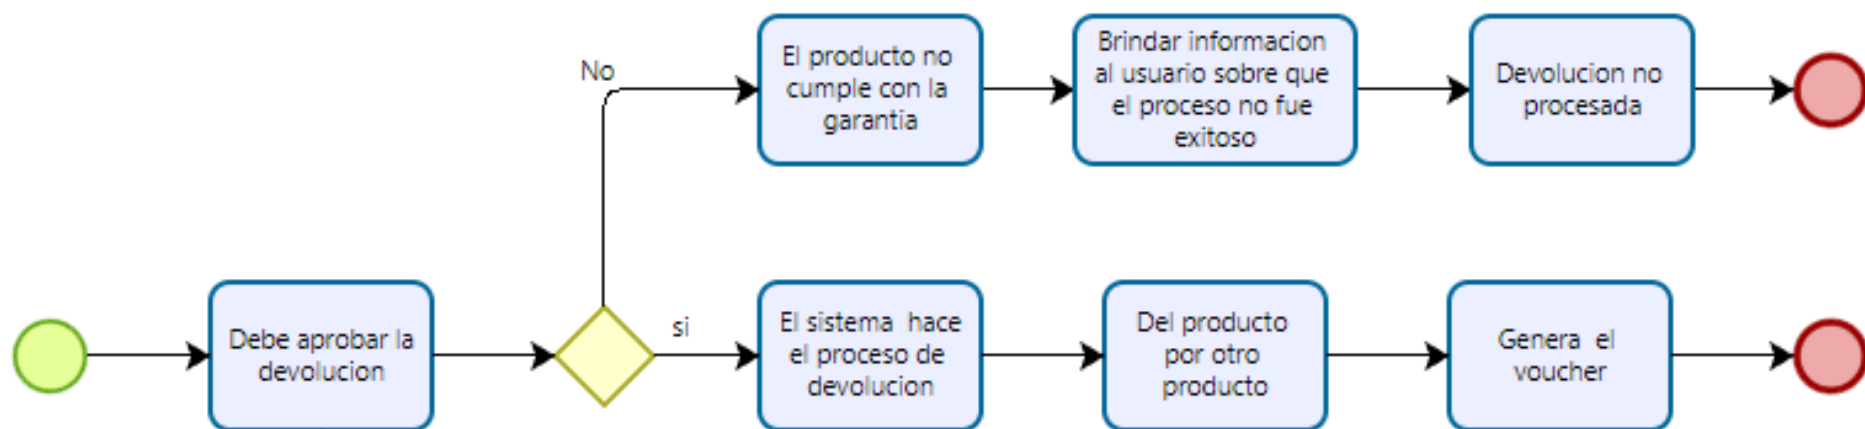 No
El producto no
cumple con la
garantia
Brindar informacion
al usuario sobre que
el proceso no fue
exitoso
Devolucion no
procesada
Debe aprobar la
devolucion
si
El sistema  hace
el proceso de
devolucion
Del producto
por otro
producto
Genera  el
voucher